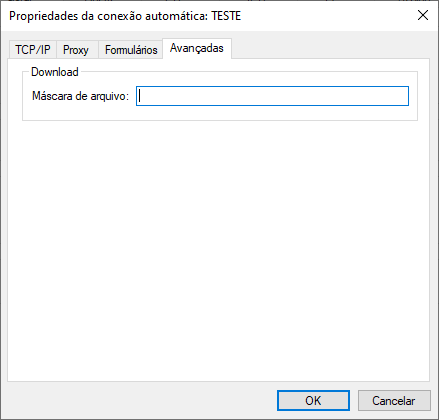 Propriedades da conexão automática: TESTE
TCP/IP Proxy Formulários Avançadas
Download
Máscara de arquivo:
OK Cancelar